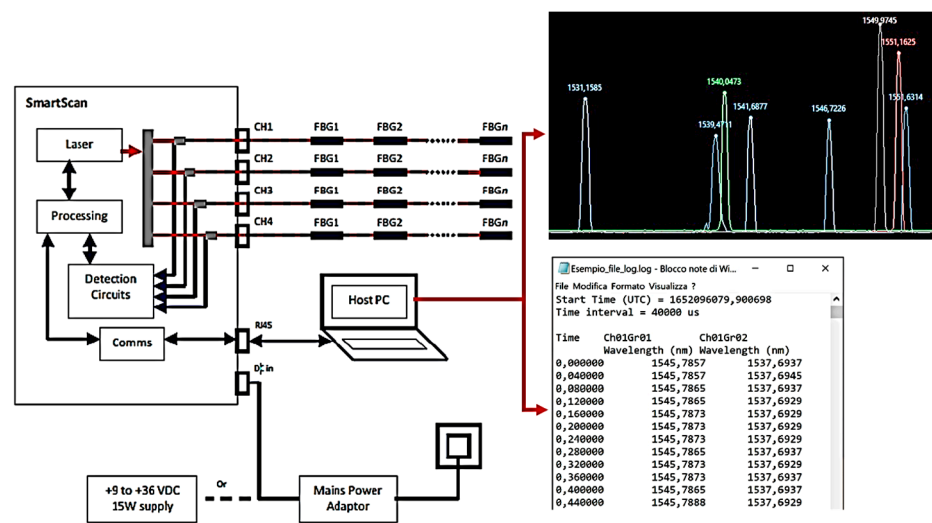 SmartScan
Laser
Processing
Detection
Circuits
Comms
CH1
FBG1
FBG2
FBGn
CH2
FBG1
FBG2
FBGn
CH3
FBG1
FBG2
FBGn
CH4
FBG1
FBG2
FBGn
RJ45
Host PC
DC in
Or
+9 to +36 VDC
15W supply
Mains Power
Adaptor
1531,1585
1539,4711
1540,0473
1541,6877
1546,7226
1549,9745
1551,1625
1551,6314
Esempio_file_log.log - Blocco note di Wi...
File Modifica Formato Visualizza ?
Start Time (UTC) = 1652096079,900698
Time interval = 40000 us
Time Ch01Gr01 Ch01Gr02
Wavelength (nm) Wavelength (nm)
0,000000 1545,7857 1537,6937
0,040000 1545,7857 1537,6945
0,080000 1545,7865 1537,6937
0,120000 1545,7865 1537,6929
0,160000 1545,7873 1537,6929
0,200000 1545,7873 1537,6929
0,240000 1545,7873 1537,6929
0,280000 1545,7865 1537,6937
0,320000 1545,7873 1537,6929
0,360000 1545,7873 1537,6937
0,400000 1545,7865 1537,6937
0,440000 1545,7888 1537,6929